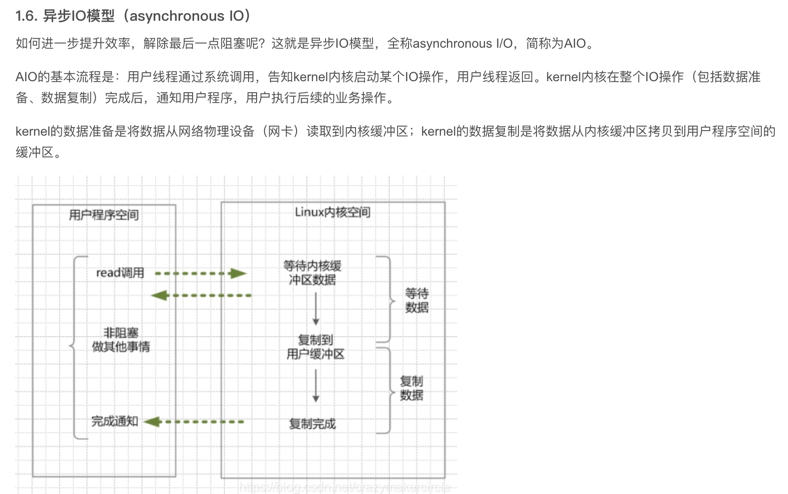 1.6. 异步IO模型（asynchronous IO）
如何进一步提升效率，解除最后一点阻塞呢？这就是异步IO模型，全称asynchronous I/O，简称为AIO。
AIO的基本流程是：用户线程通过系统调用，告知kernel内核启动某个IO操作，用户线程返回。kernel内核在整个IO操作（包括数据准
备、数据复制）完成后，通知用户程序，用户执行后续的业务操作。
kernel的数据准备是将数据从网络物理设备（网卡）读取到内核缓冲区；kernel的数据复制是将数据从内核缓冲区拷贝到用户程序空间的
缓冲区。
用户程序空间
Linux内核空间
read调用
等待内核缓
冲区数据
等待
数据
非阻塞
做其他事情
复制到
用户缓冲区
复制
数据
完成通知
复制完成